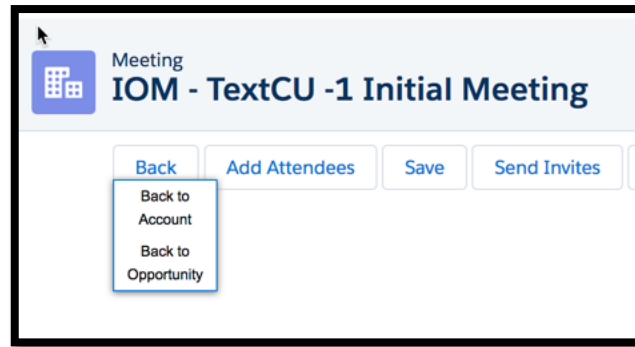 Meeting
IOM - TextCU -1 Initial Meeting
Back Add Attendees Save Send Invites
Back to
Account
Back to
Opportunity